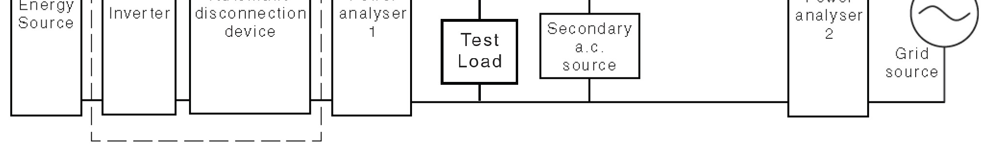 Energy
Source
Inverter
disconnection
device
analyser
1
Test
Load
Secondary
a.c.
source
analyser
2
Grid
source